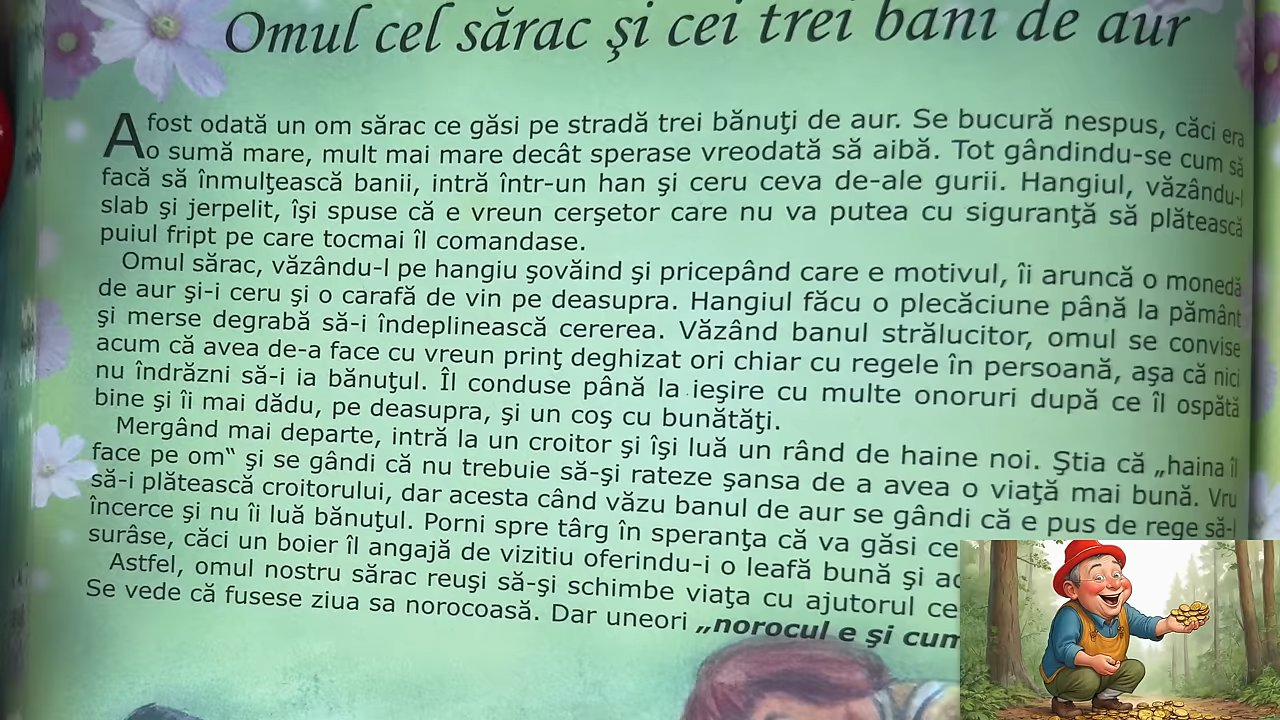 Omul cel sărac şi cei trei bani de aur
A fost odată un om sărac ce găsi pe stradă trei bănuţi de aur. Se bucură nespus, căci era
o sumă mare, mult mai mare decât sperase vreodată să aibă. Tot gândindu-se cum să
facă să înmulţească banii, intră într-un han şi ceru ceva de-ale gurii. Hangiul, văzându-l
slab şi jerpelit, îşi spuse că e vreun cerşetor care nu va putea cu siguranţă să plătească
puiul fript pe care tocmai îl comandase.
Omul sărac, văzându-l pe hangiu şovăind şi pricepând care e motivul, îi aruncă o monedă
de aur şi-i ceru şi o carafă de vin pe deasupra. Hangiul făcu o plecăciune până la pământ
şi merse degrabă să-i îndeplinească cererea. Văzând banul strălucitor, omul se convise
acum că avea de-a face cu vreun prinţ deghizat ori chiar cu regele în persoană, aşa că nici
nu îndrăzni să-i ia bănuţul. Îl conduse până la ieşire cu multe onoruri după ce îl ospătă
bine şi îi mai dădu, pe deasupra, şi un coş cu bunătăţi.
Mergând mai departe, intră la un croitor şi îşi luă un rând de haine noi. Ştia că „haina îl
face pe om“ şi se gândi că nu trebuie să-şi rateze şansa de a avea o viaţă mai bună. Vru
să-i plătească croitorului, dar acesta când văzu banul de aur se gândi că e pus de rege să-l
încerce şi nu îi luă bănuţul. Porni spre târg în speranţa că va găsi ce
surâse, căci un boier îl angajă de vizitiu oferindu-i o leafă bună şi
Astfel, omul nostru sărac reuşi să-şi schimbe viaţa cu ajutorul ce
Se vede că fusese ziua sa norocoasă. Dar uneori „norocul e şi cum